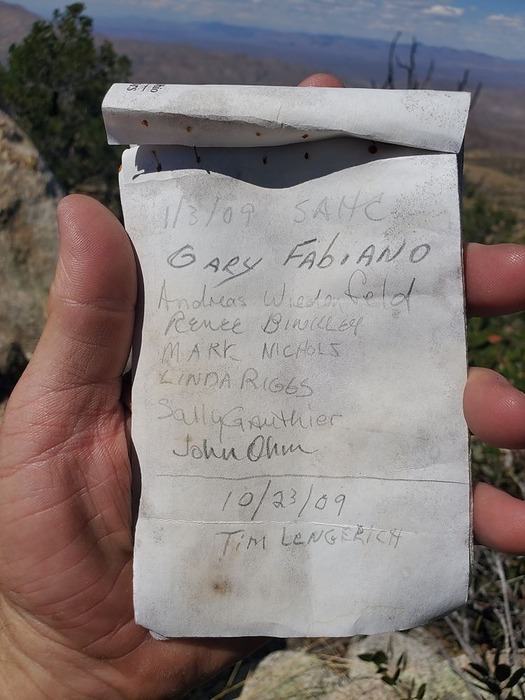 1/3/09 SAHC
GARY FABIANO
Andreas Wiedenfeld
RENEE BINKLEY
MARK NICHOLS
LINDA RIGGS
Sally Gauthier
John Ohm
10/23/09
TIM LENGERICH